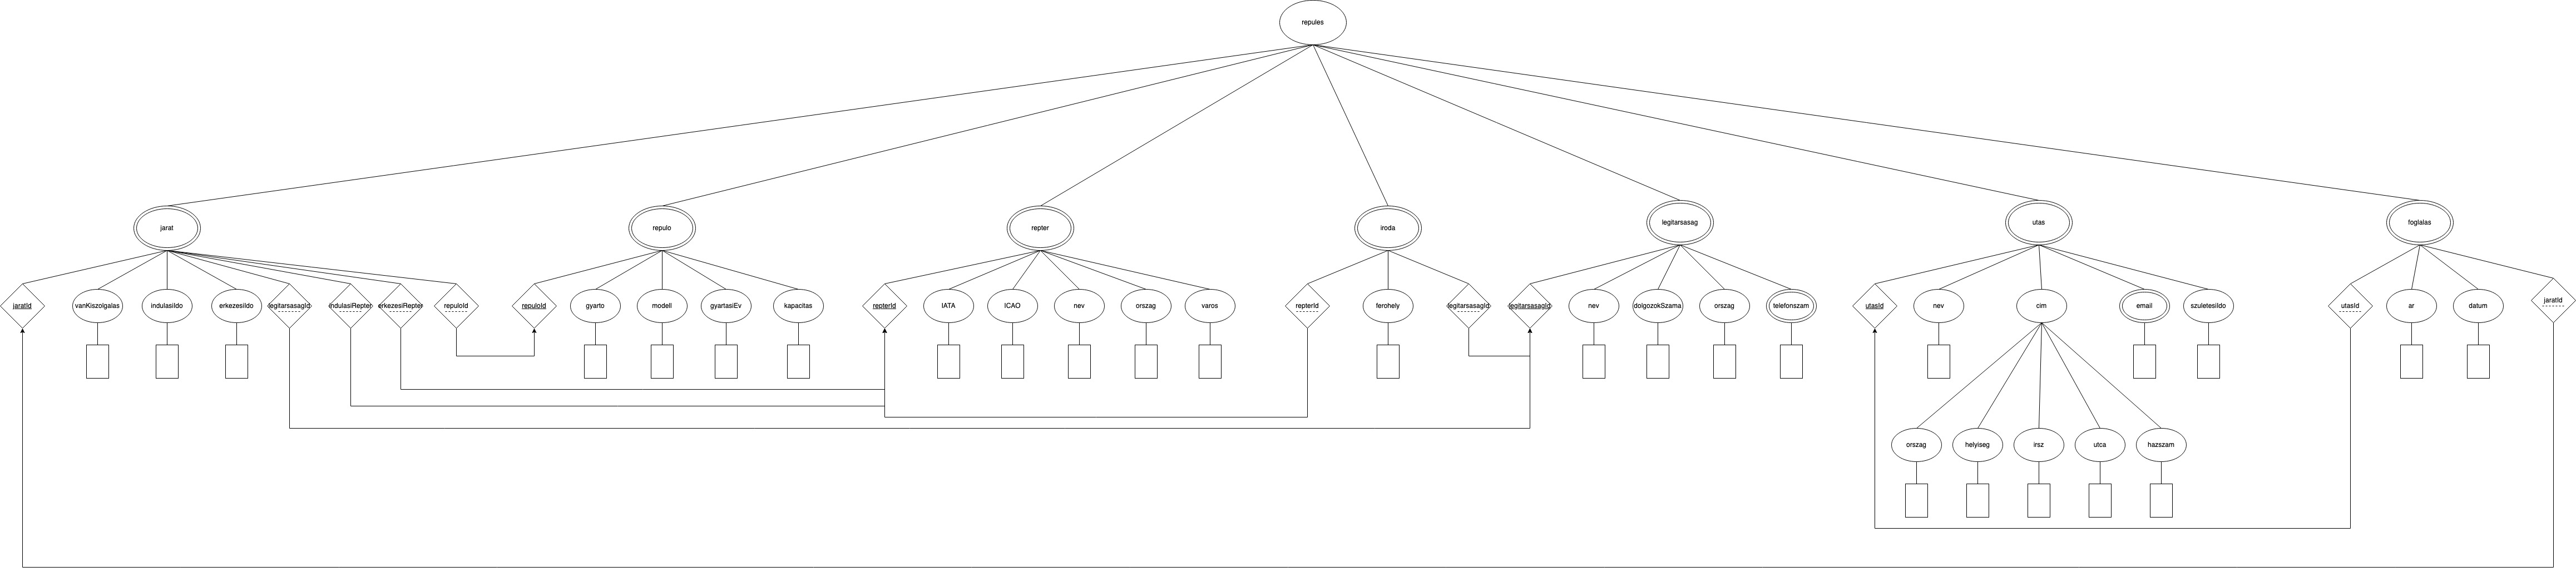 repules
jarat
repulo
repter
iroda
legitarsasag
utas
foglalas
jaratId
vanKiszolgalas
indulasiIdo
erkezesiIdo
legitarsasagId
indulasiRepter
erkezesiRepter
repuloId
repuloId
gyarto
modell
gyartasiEv
kapacitas
repterId
IATA
ICAO
nev
orszag
varos
repterId
ferohely
legitarsasagId
legitarsasagId
nev
dolgozokSzama
orszag
telefonszam
utasId
nev
cim
email
szuletesiIdo
utasId
ar
datum
jaratId
orszag
helyiseg
irsz
utca
hazszam